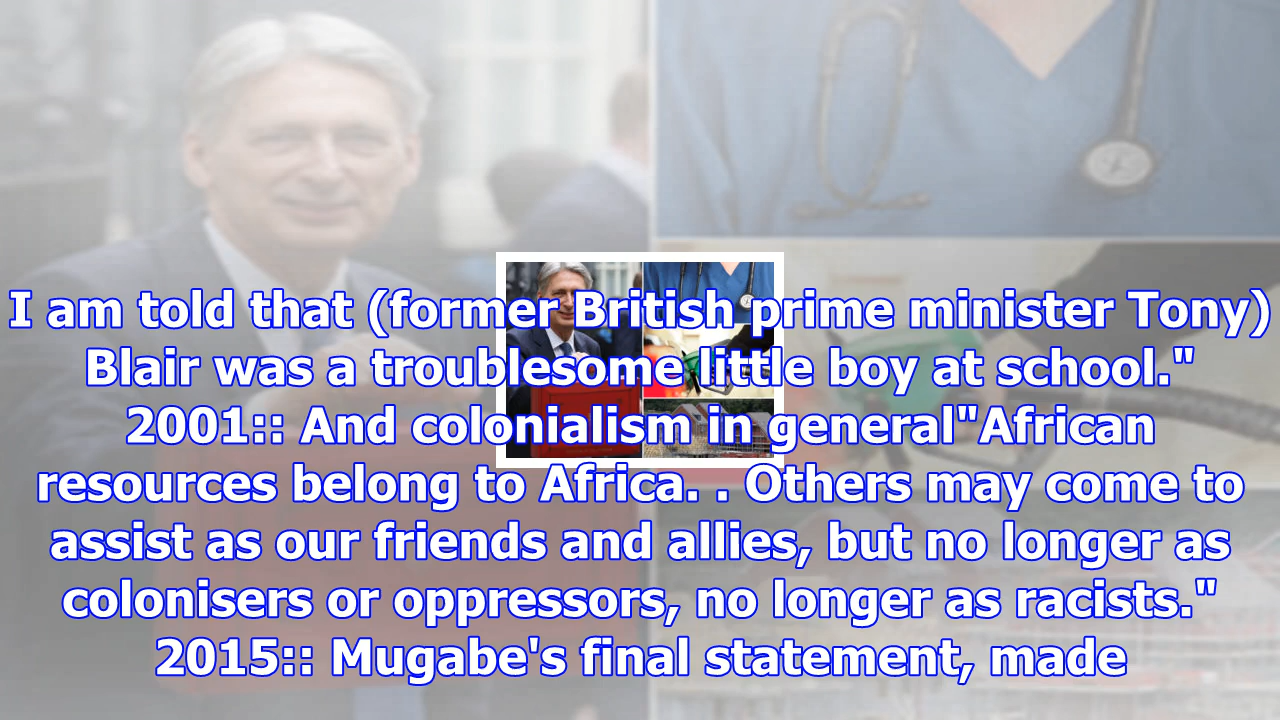 I am told that (former British prime minister Tony)
Blair was a troublesome little boy at school."
2001:: And colonialism in general"African
resources belong to Africa. . Others may come to
assist as our friends and allies, but no longer as
colonisers or oppressors, no longer as racists."
2015:: Mugabe's final statement, made